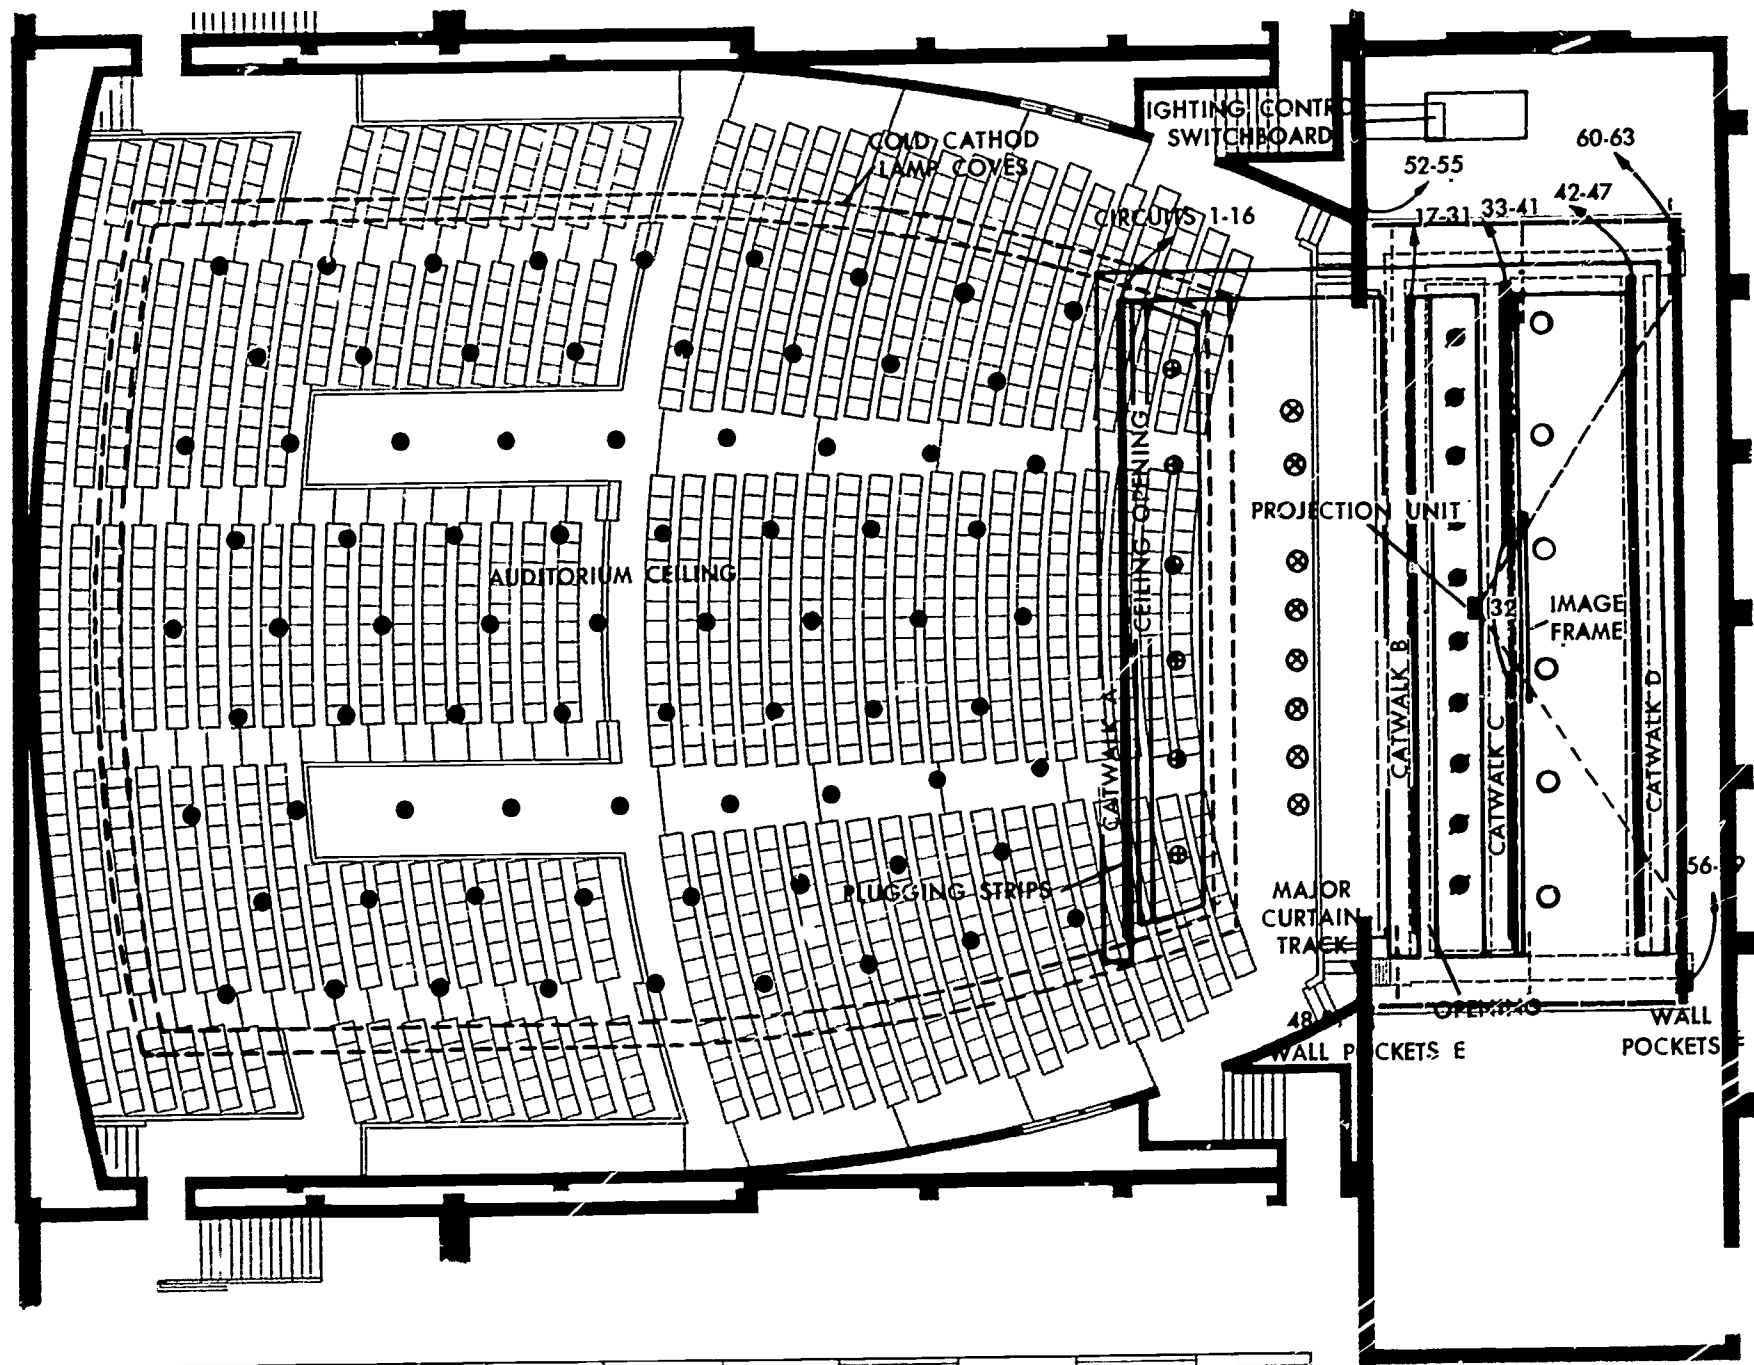 IGHTING CONTRO
SWITCHBOARD
COLD CATHOD
LAMP COVES
60-63
52-55
42-47
33-41
17-31
CIRCUITS 1-16
CEILING OPENING
PROJECTION UNIT
AUDITORIUM CEILING
32
IMAGE
FRAME
CATWALK A
CATWALK B
CATWALK C
CATWALK D
PLUGGING STRIPS
MAJOR
CURTAIN
TRACK
OPENING
WALL POCKETS E
WALL
POCKETS F